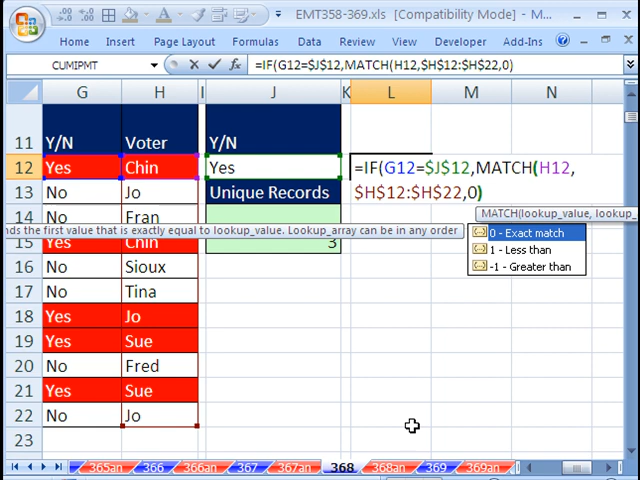 EMT358-369.xls [Compatibility Mode] - M...
Home Insert Formulas Data Review View Developer Add-Ins
CUMIPMT =IF(G12=$J$12,MATCH(H12,$H$12:$H$22,0)
G H I J K L M N
11 Y/N Voter Y/N
12 Yes Chin Yes =IF(G12=$J$12,MATCH(H12,
13 No Jo Unique Records $H$12:$H$22,0)
No Fran MATCH(lookup_value, lookup_
nds the first value that is exactly equal to lookup_value. Lookup_array can be in any order 0 - Exact match
Yes Chin 3 1 - Less than
16 No Sioux -1 - Greater than
17 No Tina
18 Yes Jo
19 Yes Sue
20 No Fred
21 Yes Sue
22 No Jo
23
365an 366 366an 367 367an 368 368an 369 369an